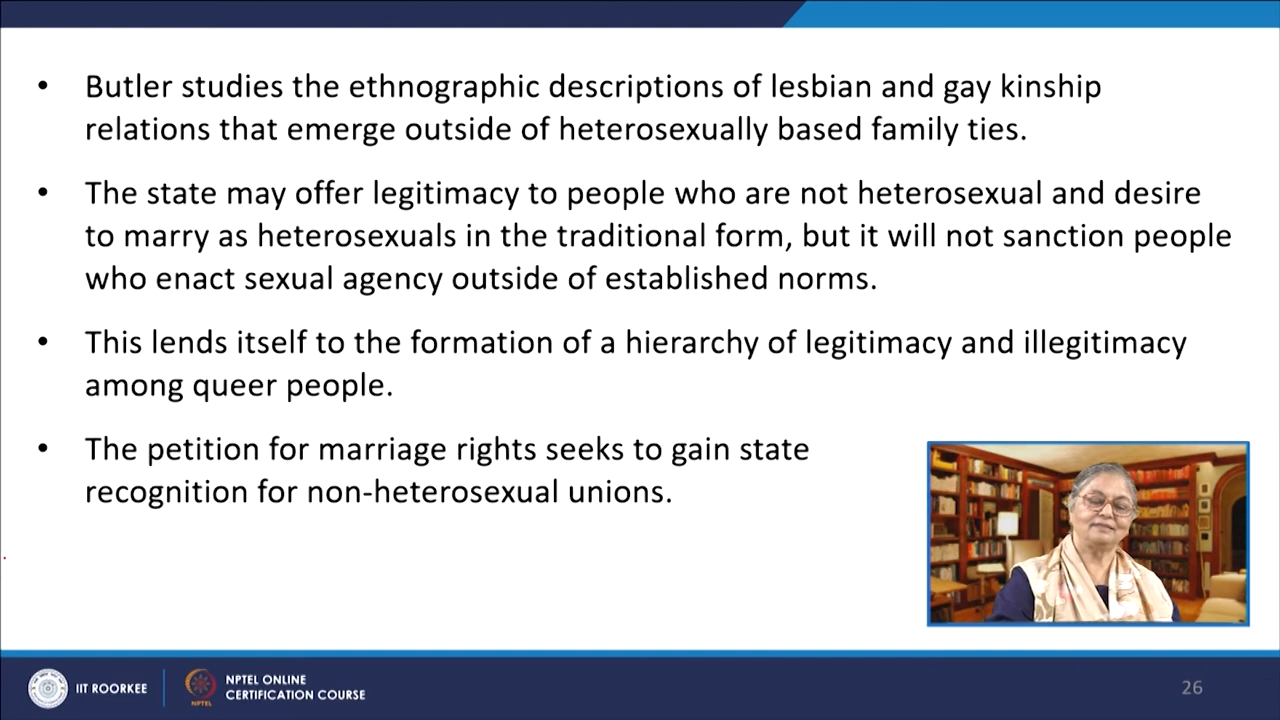 • Butler studies the ethnographic descriptions of lesbian and gay kinship
relations that emerge outside of heterosexually based family ties.
• The state may offer legitimacy to people who are not heterosexual and desire
to marry as heterosexuals in the traditional form, but it will not sanction people
who enact sexual agency outside of established norms.
• This lends itself to the formation of a hierarchy of legitimacy and illegitimacy
among queer people.
• The petition for marriage rights seeks to gain state
recognition for non-heterosexual unions.
IIT ROORKEE
NPTEL
NPTEL ONLINE
CERTIFICATION COURSE
26